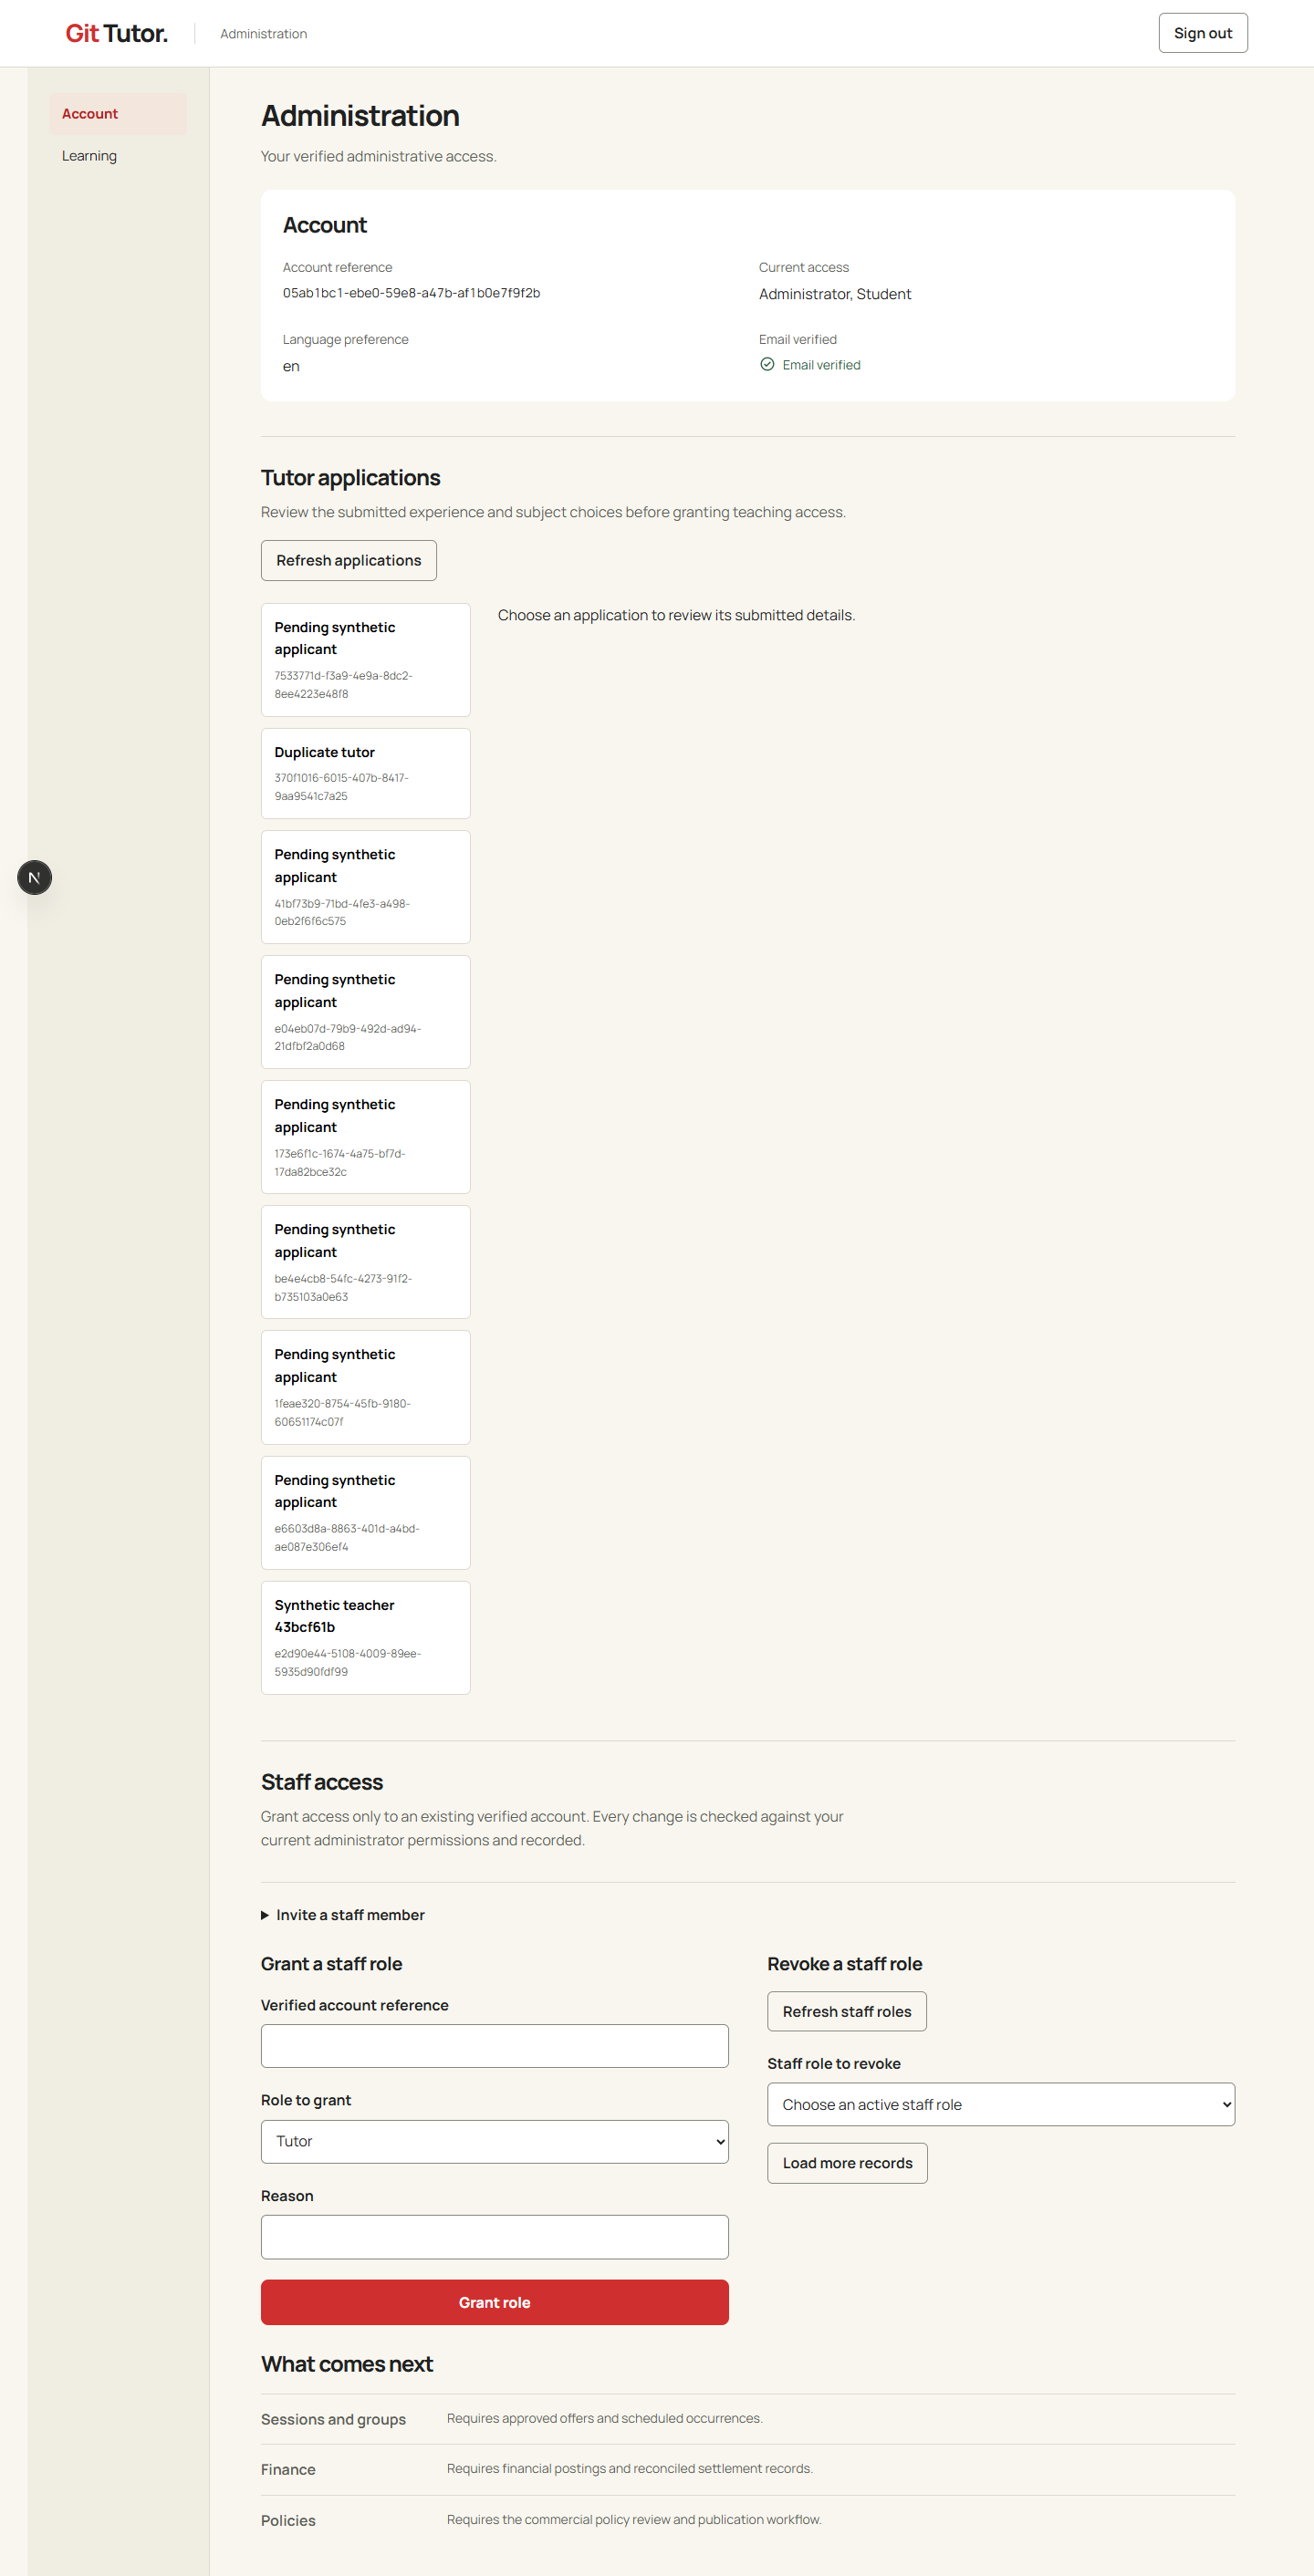 Git Tutor.
Administration
Sign out
Account
Learning
Administration
Your verified administrative access.
Account
Account reference
05ab1bc1-ebe0-59e8-a47b-af1b0e7f9f2b
Current access
Administrator, Student
Language preference
en
Email verified
Email verified
Tutor applications
Review the submitted experience and subject choices before granting teaching access.
Refresh applications
Choose an application to review its submitted details.
Pending synthetic
applicant
7533771d-f3a9-4e9a-8dc2-
8ee4223e48f8
Duplicate tutor
370f1016-6015-407b-8417-
9aa9541c7a25
Pending synthetic
applicant
41bf73b9-71bd-4fe3-a498-
0eb2f6f6c575
Pending synthetic
applicant
e04eb07d-79b9-492d-ad94-
21dfbf2a0d68
Pending synthetic
applicant
173e6f1c-1674-4a75-bf7d-
17da82bce32c
Pending synthetic
applicant
be4e4cb8-54fc-4273-91f2-
b735103a0e63
Pending synthetic
applicant
1feae320-8754-45fb-9180-
60651174c07f
Pending synthetic
applicant
e6603d8a-8863-401d-a4bd-
ae087e306ef4
Synthetic teacher
43bcf61b
e2d90e44-5108-4009-89ee-
5935d90fdf99
N
Staff access
Grant access only to an existing verified account. Every change is checked against your
current administrator permissions and recorded.
Invite a staff member
Grant a staff role
Verified account reference
Role to grant
Tutor
Reason
Grant role
Revoke a staff role
Refresh staff roles
Staff role to revoke
Choose an active staff role
Load more records
What comes next
Sessions and groups
Requires approved offers and scheduled occurrences.
Finance
Requires financial postings and reconciled settlement records.
Policies
Requires the commercial policy review and publication workflow.